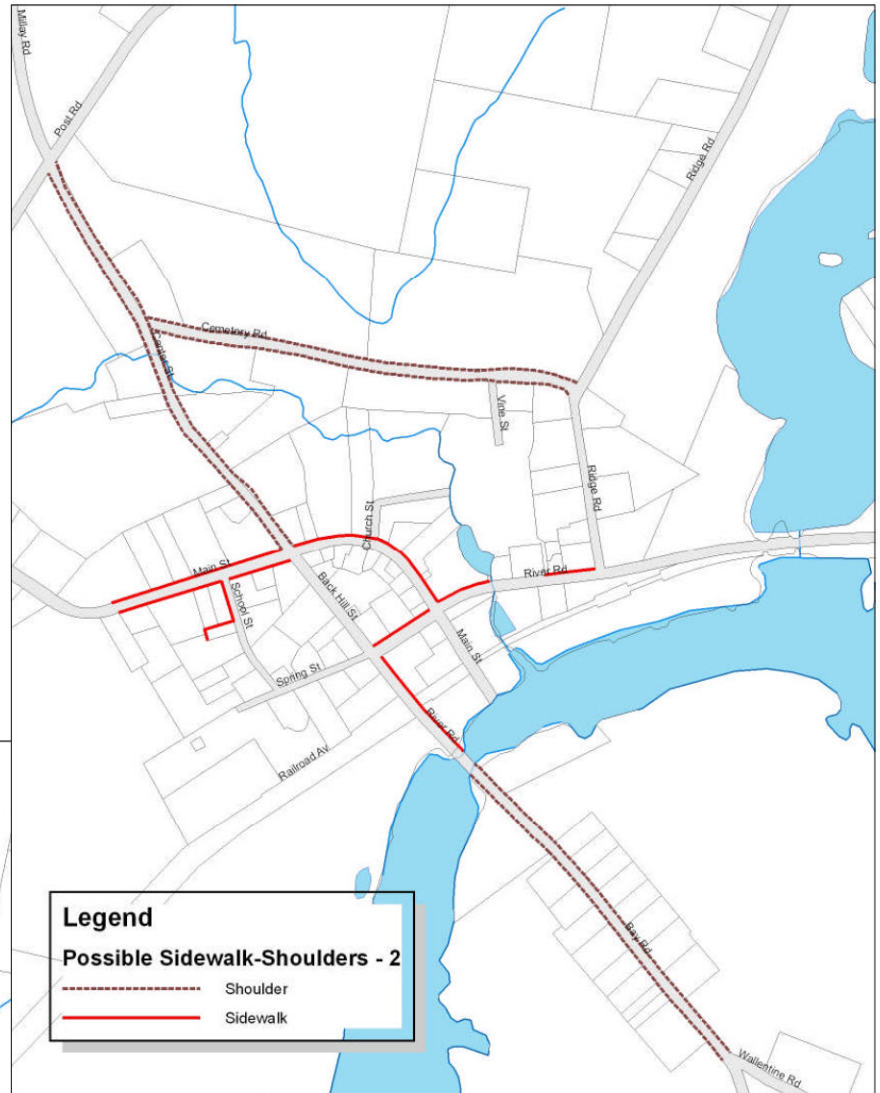 Millay Rd
Post Rd
Ridge Rd
Cemetery Rd
Center St
Vine St
Ridge Rd
Church St
Main St
River Rd
School St
Back Hill St
Main St
Spring St
River Rd
Railroad Av
Bay Rd
Wallentine Rd
Legend
Possible Sidewalk-Shoulders - 2
Shoulder
Sidewalk